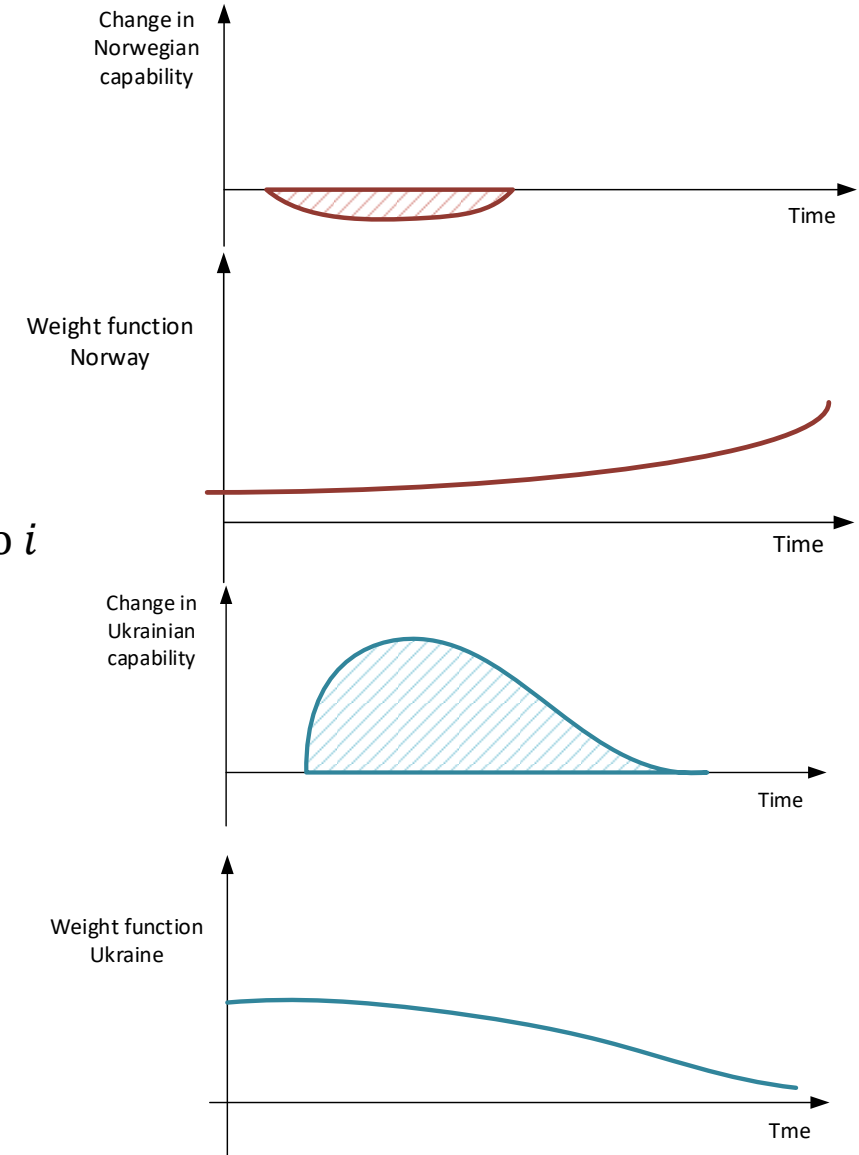 Change in
Norwegian
capability
Time
Weight function
Norway
i
Time
Change in
Ukrainian
capability
Time
Weight function
Ukraine
Tme